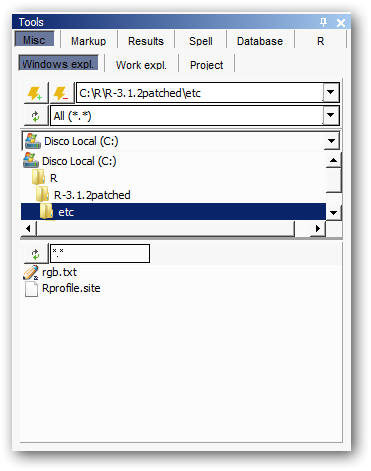 Tools
Misc Markup Results Spell Database R
Windows expl. Work expl. Project
C:\R\R-3.1.2patched\etc
All (*.*)
Disco Local (C:)
Disco Local (C:)
R
R-3.1.2patched
etc
*.*
rgb.txt
Rprofile.site